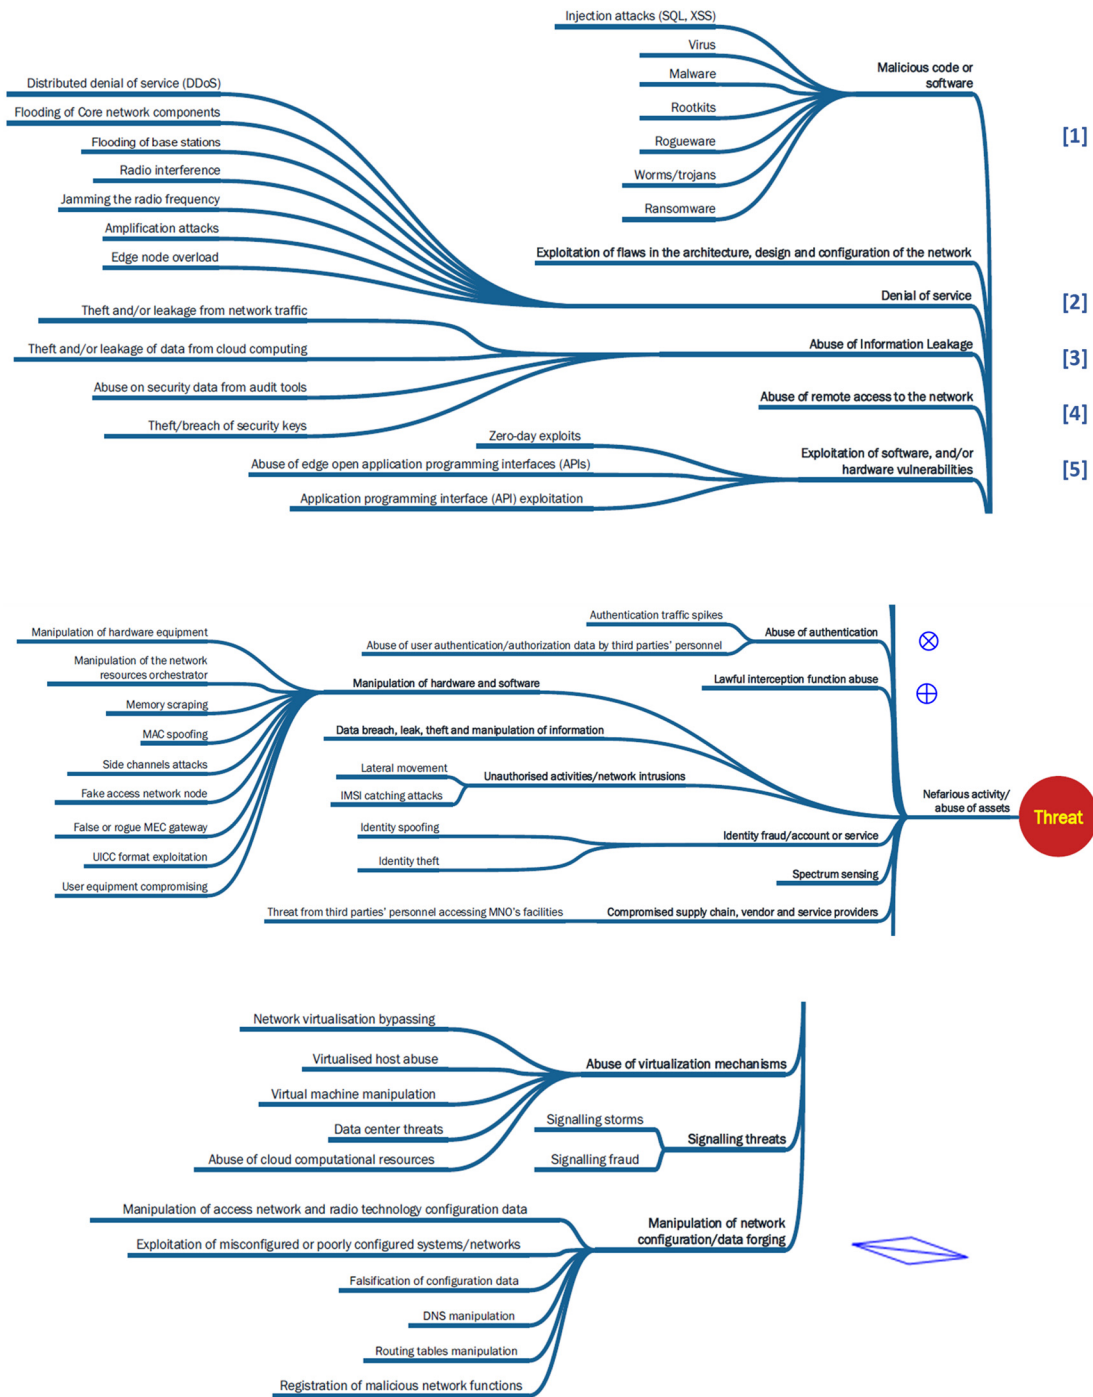 Injection attacks (SQL, XSS)
Virus
Malware
Rootkits
Rogueware
Worms/trojans
Ransomware
Malicious code or
software
[1]
Exploitation of flaws in the architecture, design and configuration of the network
Distributed denial of service (DDoS)
Flooding of Core network components
Flooding of base stations
Radio interference
Jamming the radio frequency
Amplification attacks
Edge node overload
Denial of service
[2]
Theft and/or leakage from network traffic
Theft and/or leakage of data from cloud computing
Abuse on security data from audit tools
Theft/breach of security keys
Abuse of Information Leakage
[3]
Abuse of remote access to the network
[4]
Zero-day exploits
Abuse of edge open application programming interfaces (APIs)
Application programming interface (API) exploitation
Exploitation of software, and/or
hardware vulnerabilities
[5]
Authentication traffic spikes
Abuse of user authentication/authorization data by third parties' personnel
Abuse of authentication
Lawful interception function abuse
Manipulation of hardware equipment
Manipulation of the network
resources orchestrator
Memory scraping
MAC spoofing
Side channels attacks
Fake access network node
False or rogue MEC gateway
UICC format exploitation
User equipment compromising
Manipulation of hardware and software
Data breach, leak, theft and manipulation of information
Lateral movement
IMSI catching attacks
Unauthorised activities/network intrusions
Identity spoofing
Identity theft
Identity fraud/account or service
Spectrum sensing
Threat from third parties' personnel accessing MNO's facilities
Compromised supply chain, vendor and service providers
Nefarious activity/
abuse of assets
Threat
Network virtualisation bypassing
Virtualised host abuse
Virtual machine manipulation
Data center threats
Abuse of cloud computational resources
Abuse of virtualization mechanisms
Signalling storms
Signalling fraud
Signalling threats
Manipulation of access network and radio technology configuration data
Exploitation of misconfigured or poorly configured systems/networks
Falsification of configuration data
DNS manipulation
Routing tables manipulation
Registration of malicious network functions
Manipulation of network
configuration/data forging